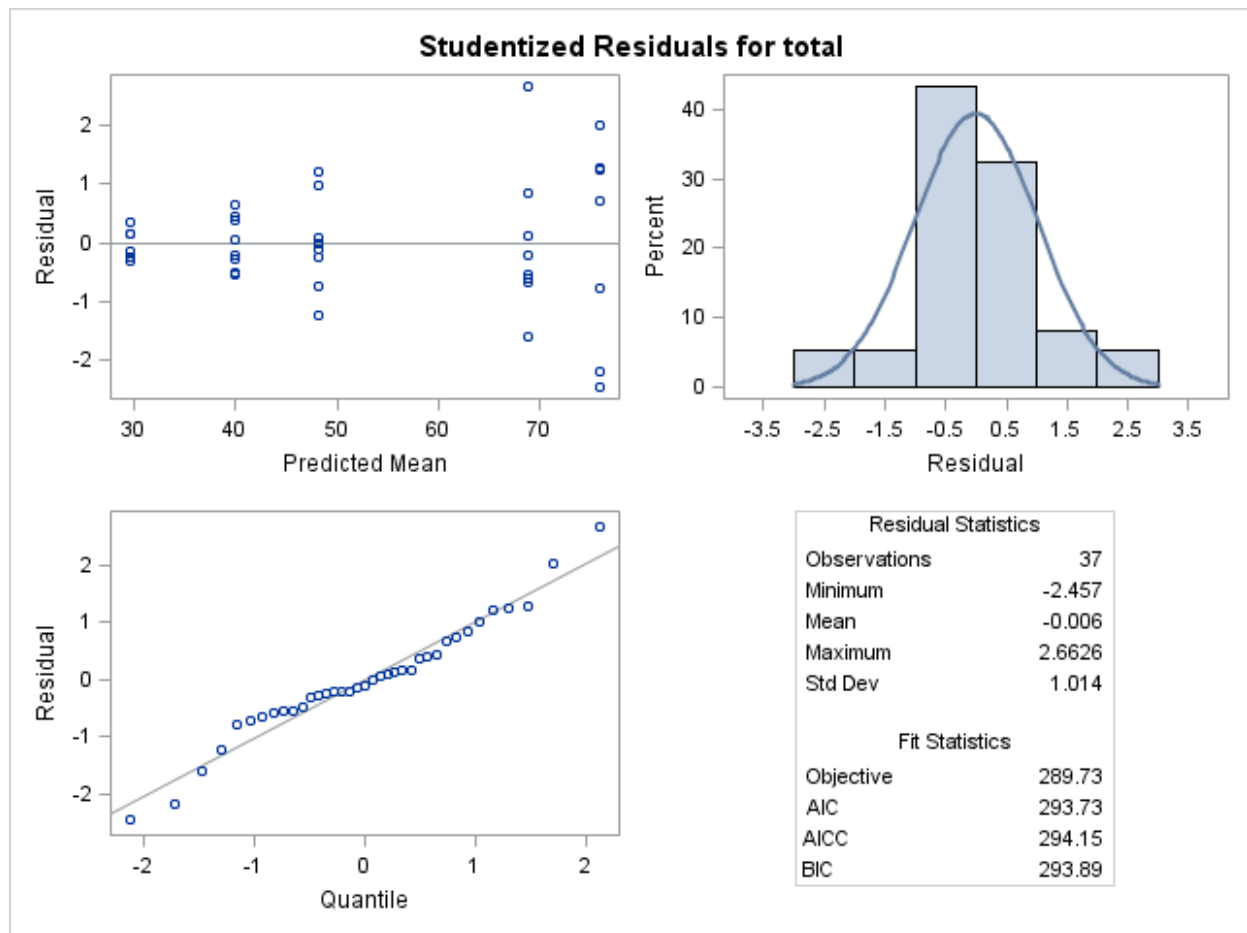 Studentized Residuals for total
Residual
2
1
0
-1
-2
30 40 50 60 70
Predicted Mean
Percent
40
30
20
10
0
-3.5 -2.5 -1.5 -0.5 0.5 1.5 2.5 3.5
Residual
Residual
2
1
0
-1
-2
-2 -1 0 1 2
Quantile
Residual Statistics
Observations 37
Minimum -2.457
Mean -0.006
Maximum 2.6626
Std Dev 1.014
Fit Statistics
Objective 289.73
AIC 293.73
AICC 294.15
BIC 293.89